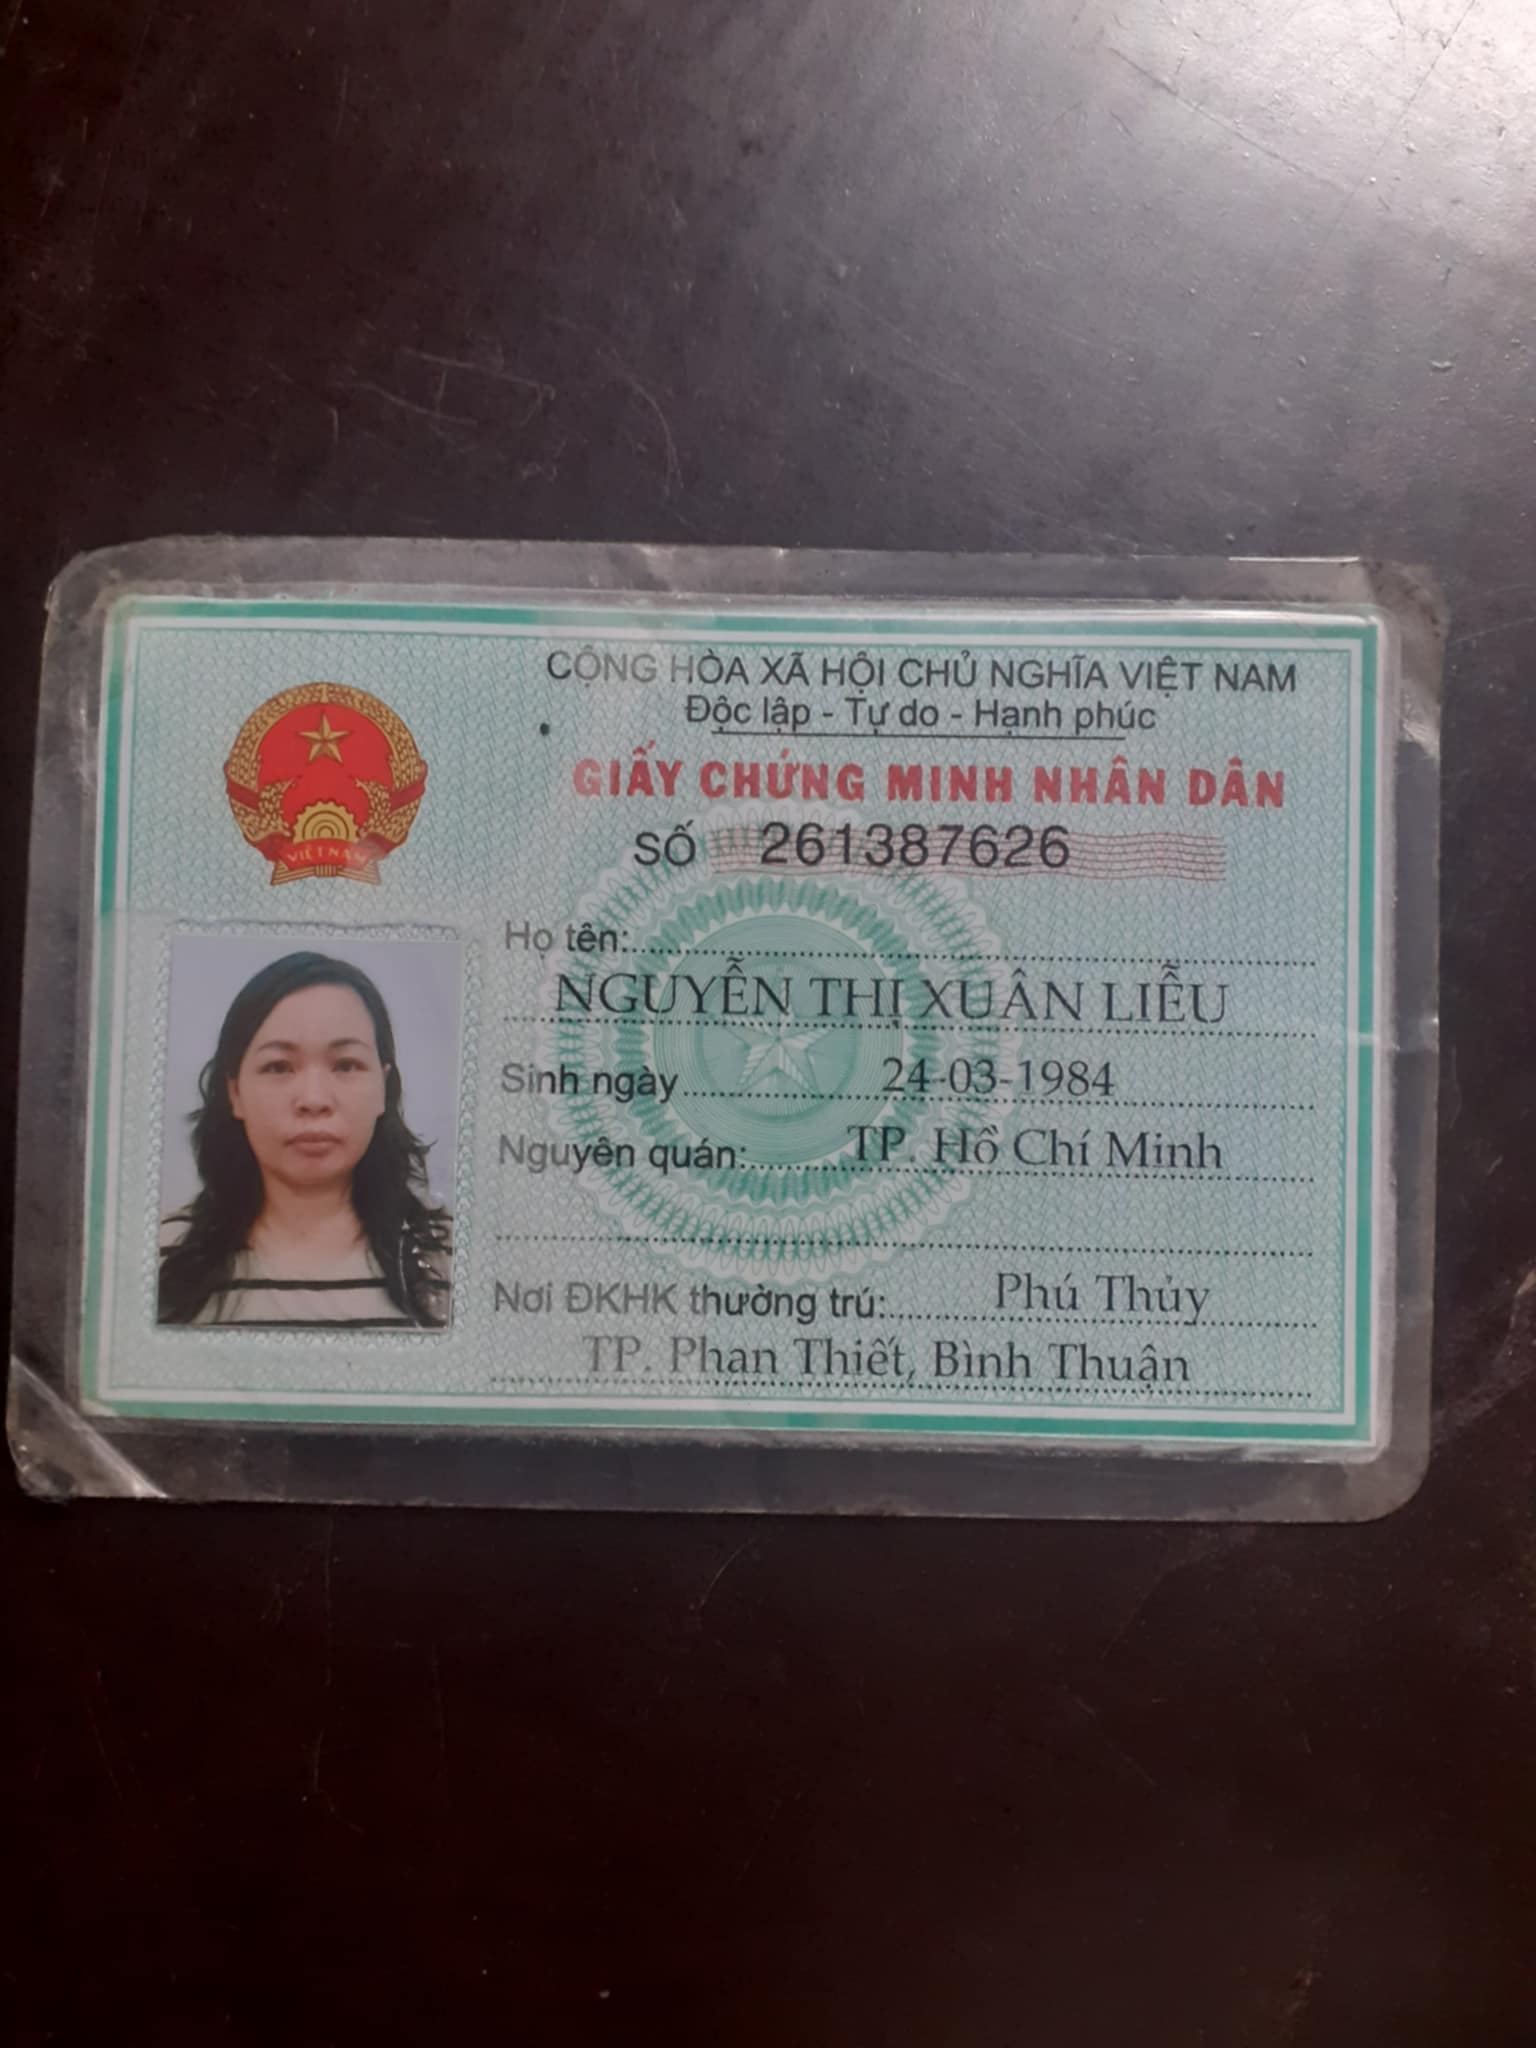 CỘNG HÒA XÃ HỘI CHỦ NGHĨA VIỆT NAM
Độc lập - Tự do - Hạnh phúc
GIẤY CHỨNG MINH NHÂN DÂN
SỐ 261387626
VIỆT NAM
Họ tên:
NGUYỄN THỊ XUÂN LIỄU
Sinh ngày 24-03-1984
Nguyên quán: TP. Hồ Chí Minh
Nơi ĐKHK thường trú: Phú Thủy
TP. Phan Thiết, Bình Thuận